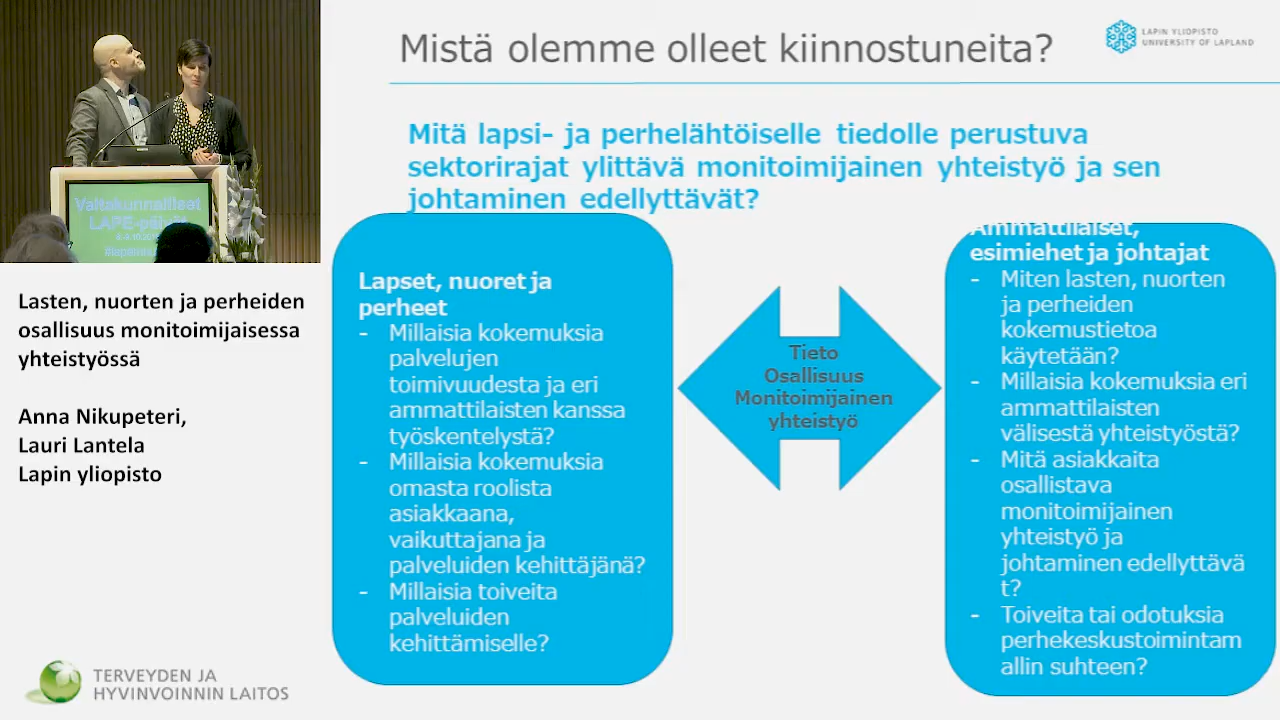 Mistä olemme olleet kiinnostuneita?
LAPIN YLIOPISTO
UNIVERSITY OF LAPLAND
Mitä lapsi- ja perhelähtöiselle tiedolle perustuva
sektorirajat ylittävä monitoimijainen yhteistyö ja sen
johtaminen edellyttävät?
Valtakunnalliset
LAPE-päivät
Lasten, nuorten ja perheiden
osallisuus monitoimijaisessa
yhteistyössä
Anna Nikupeteri,
Lauri Lantela
Lapin yliopisto
Lapset, nuoret ja
perheet
- Millaisia kokemuksia
palvelujen
toimivuudesta ja eri
ammattilaisten kanssa
työskentelystä?
- Millaisia kokemuksia
omasta roolista
asiakkaana,
vaikuttajana ja
palveluiden kehittäjänä?
- Millaisia toiveita
palveluiden
kehittämiselle?
Tieto
Osallisuus
Monitoimijainen
yhteistyö
Ammattilaiset,
esimiehet ja johtajat
- Miten lasten, nuorten
ja perheiden
kokemustietoa
käytetään?
- Millaisia kokemuksia eri
ammattilaisten
välisestä yhteistyöstä?
- Mitä asiakkaita
osallistava
monitoimijainen
yhteistyö ja
johtaminen edellyttävä
t?
- Toiveita tai odotuksia
perhekeskustoimintam
allin suhteen?
TERVEYDEN JA
HYVINVOINNIN LAITOS